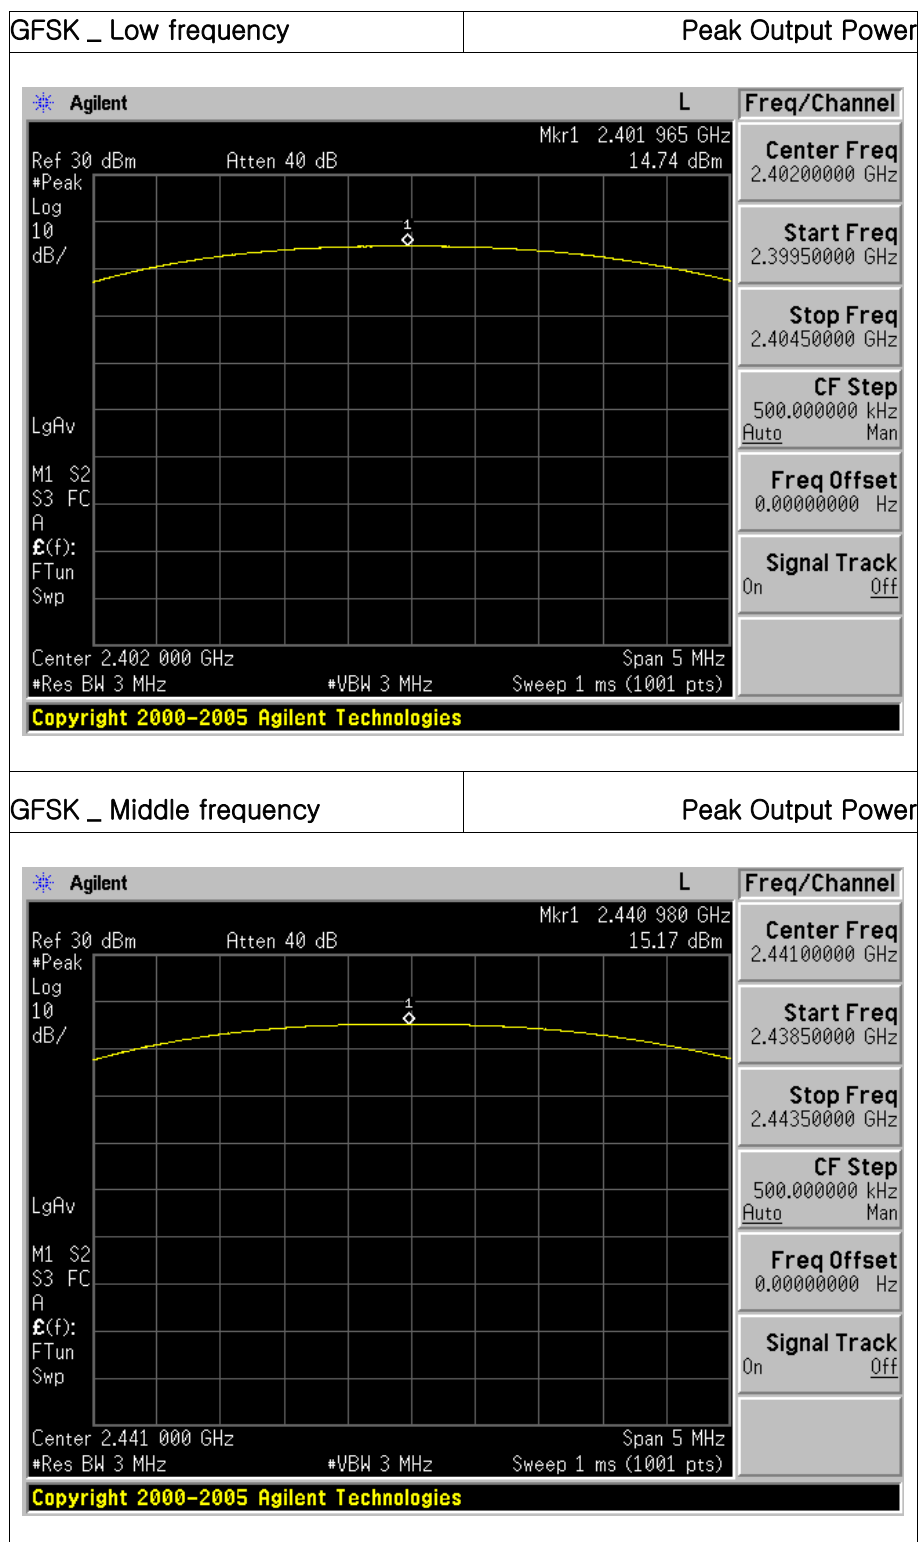 GFSK _ Low frequency Peak Output Power
Agilent L Freq/Channel
Mkr1 2.401 965 GHz
Ref 30 dBm Atten 40 dB 14.74 dBm
#Peak
Log
10
dB/
1
LgAv
M1 S2
S3 FC
A
£(f):
FTun
Swp
Center 2.402 000 GHz Span 5 MHz
#Res BW 3 MHz #VBW 3 MHz Sweep 1 ms (1001 pts)
Copyright 2000-2005 Agilent Technologies
Center Freq
2.40200000 GHz
Start Freq
2.39950000 GHz
Stop Freq
2.40450000 GHz
CF Step
500.000000 kHz
Auto Man
Freq Offset
0.00000000 Hz
Signal Track
On Off
GFSK _ Middle frequency Peak Output Power
Agilent L Freq/Channel
Mkr1 2.440 980 GHz
Ref 30 dBm Atten 40 dB 15.17 dBm
#Peak
Log
10
dB/
1
LgAv
M1 S2
S3 FC
A
£(f):
FTun
Swp
Center 2.441 000 GHz Span 5 MHz
#Res BW 3 MHz #VBW 3 MHz Sweep 1 ms (1001 pts)
Copyright 2000-2005 Agilent Technologies
Center Freq
2.44100000 GHz
Start Freq
2.43850000 GHz
Stop Freq
2.44350000 GHz
CF Step
500.000000 kHz
Auto Man
Freq Offset
0.00000000 Hz
Signal Track
On Off